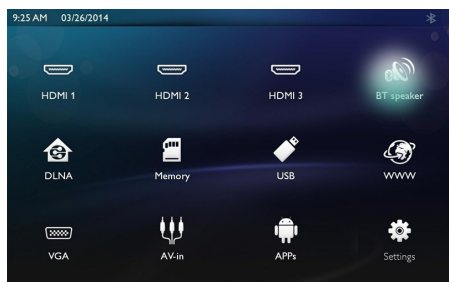 9:25 AM 03/26/2014
HDMI 1 HDMI 2 HDMI 3 BT speaker
DLNA Memory USB WWW
VGA AV-in APPs Settings